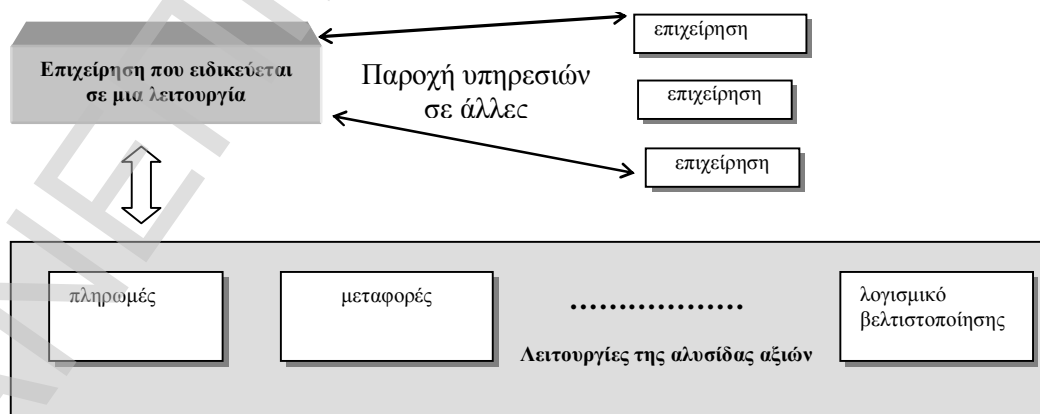 Επιχείρηση που ειδικεύεται
σε μια λειτουργία
Παροχή υπηρεσιών
σε άλλες
επιχείρηση
επιχείρηση
επιχείρηση
πληρωμές
μεταφορές
..................
λογισμικό
βελτιστοποίησης
Λειτουργίες της αλυσίδας αξιών